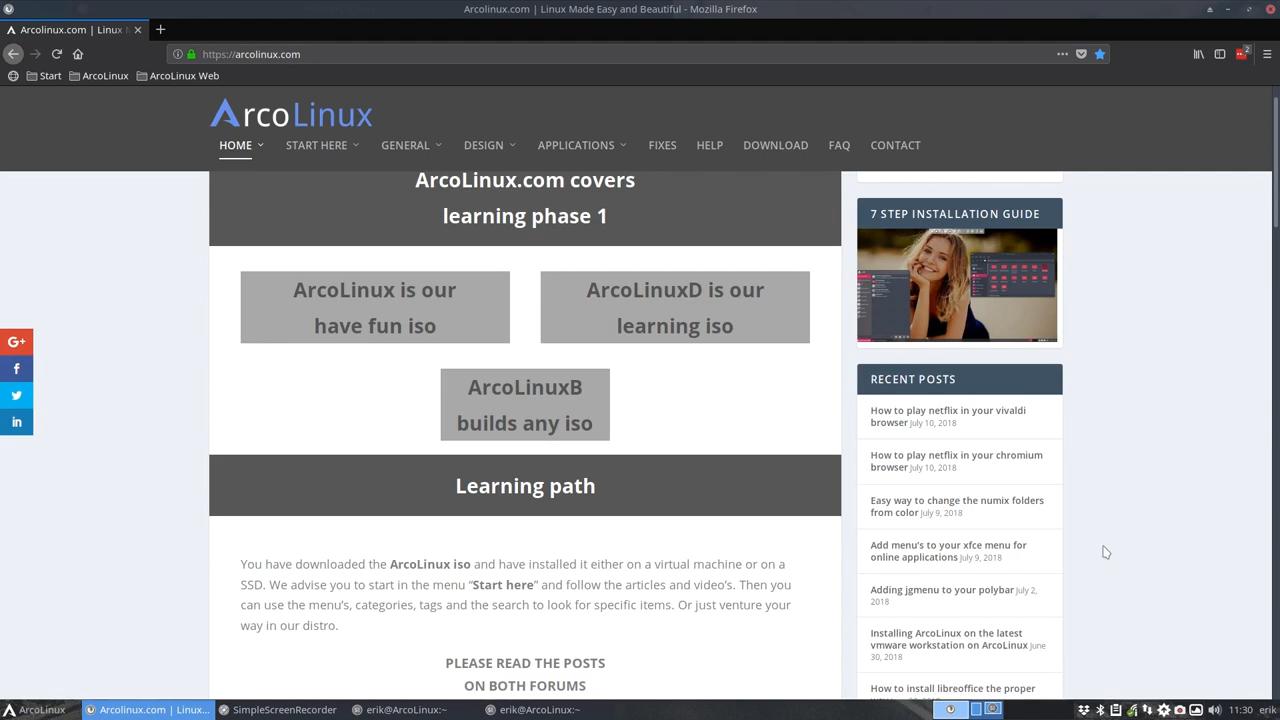 Arcolinux.com | Linux Made Easy and Beautiful - Mozilla Firefox
Arcolinux.com | Linux
https://arcolinux.com
2
Start
ArcoLinux
ArcoLinux Web
ArcoLinux
HOME
START HERE
GENERAL
DESIGN
APPLICATIONS
FIXES
HELP
DOWNLOAD
FAQ
CONTACT
ArcoLinux.com covers
learning phase 1
ArcoLinux is our
have fun iso
ArcoLinuxD is our
learning iso
ArcoLinuxB
builds any iso
Learning path
You have downloaded the ArcoLinux iso and have installed it either on a virtual machine or on a
SSD. We advise you to start in the menu “Start here” and follow the articles and video’s. Then you
can use the menu’s, categories, tags and the search to look for specific items. Or just venture your
way in our distro.
PLEASE READ THE POSTS
ON BOTH FORUMS
7 STEP INSTALLATION GUIDE
RECENT POSTS
How to play netflix in your vivaldi
browser July 10, 2018
How to play netflix in your chromium
browser July 10, 2018
Easy way to change the numix folders
from color July 9, 2018
Add menu’s to your xfce menu for
online applications July 9, 2018
Adding jgmenu to your polybar July 2,
2018
Installing ArcoLinux on the latest
vmware workstation on ArcoLinux June
30, 2018
How to install libreoffice the proper
G+
f
in
ArcoLinux
Arcolinux.com | Linux...
SimpleScreenRecorder
erik@ArcoLinux:~
erik@ArcoLinux:~
11:30
erik